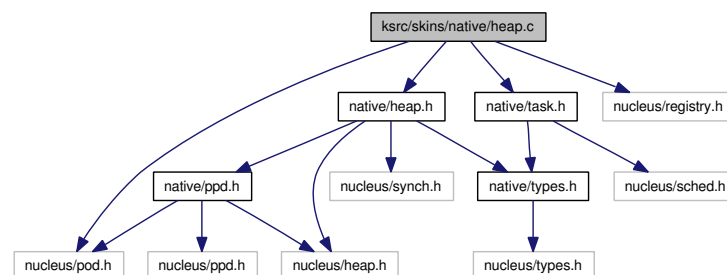 ksrc/skins/native/heap.c
native/heap.h
native/task.h
nucleus/registry.h
native/ppd.h
nucleus/synch.h
native/types.h
nucleus/sched.h
nucleus/pod.h
nucleus/ppd.h
nucleus/heap.h
nucleus/types.h